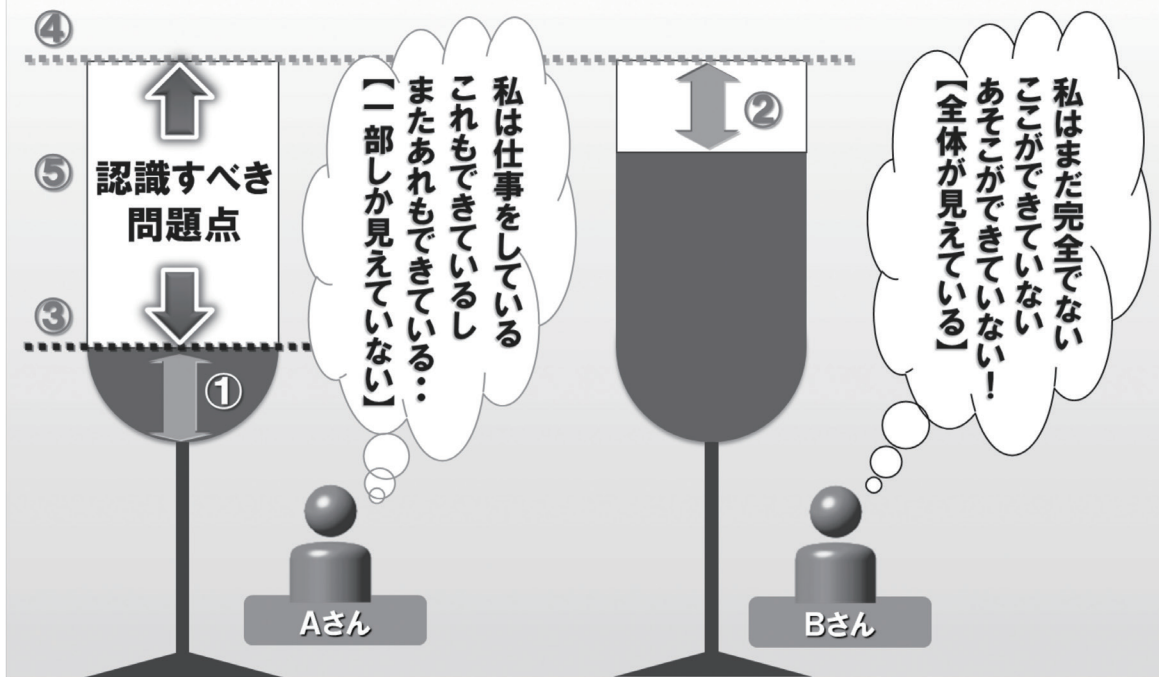 ④
⑤
③
認識すべき
問題点
①
私は仕事をしている
これもできているし
またあれもできている‥
【一部しか見えていない】
Aさん
②
私はまだ完全でない
ここができていない
あそこができていない！
【全体が見えている】
Bさん